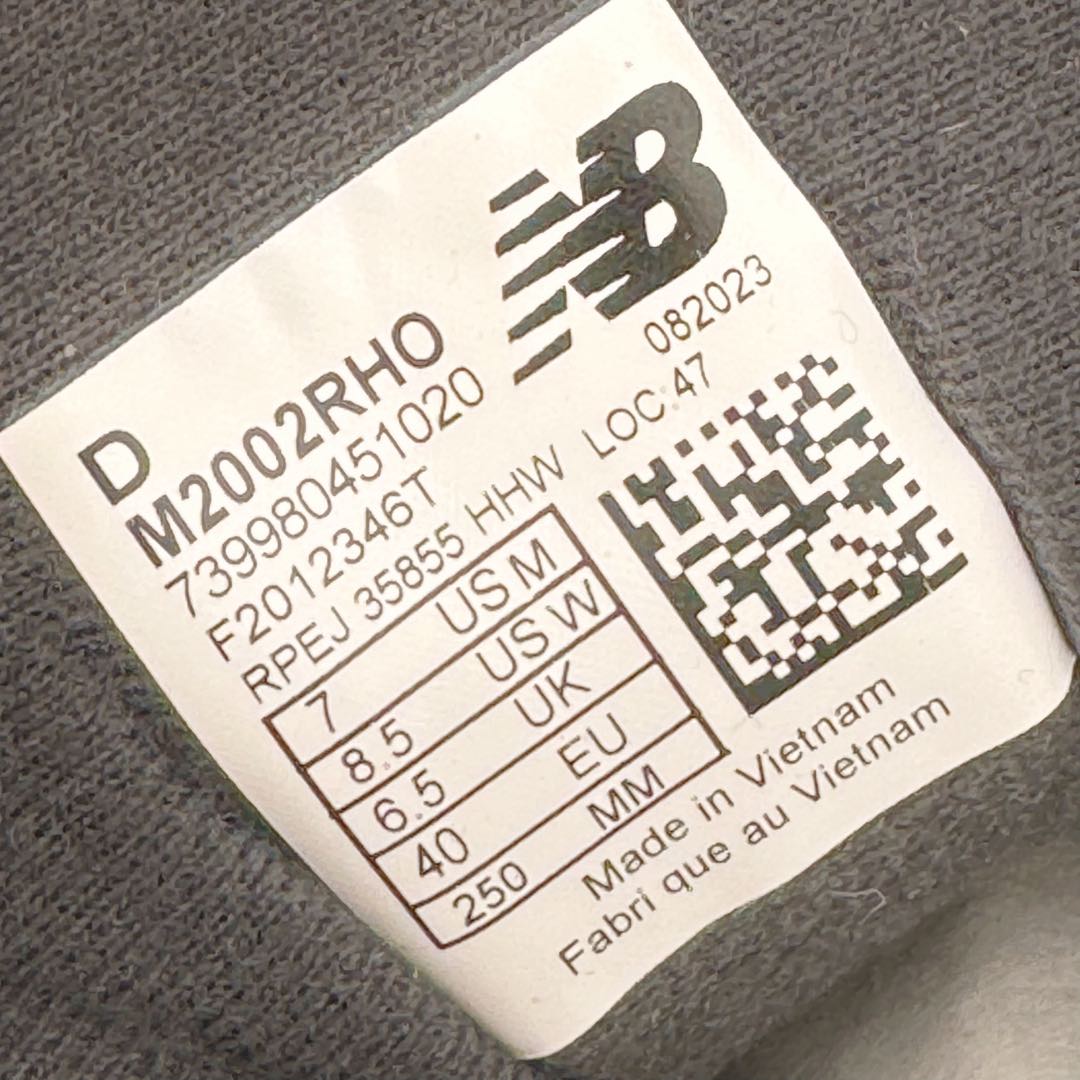 NB
082023
D
M2002RHO
739980451020
F2012346T
RPEJ 35855 HHW LOC:47
7 US M
8.5 US W
6.5 UK
40 EU
250 MM
Made in Vietnam
Fabri que au Vietnam